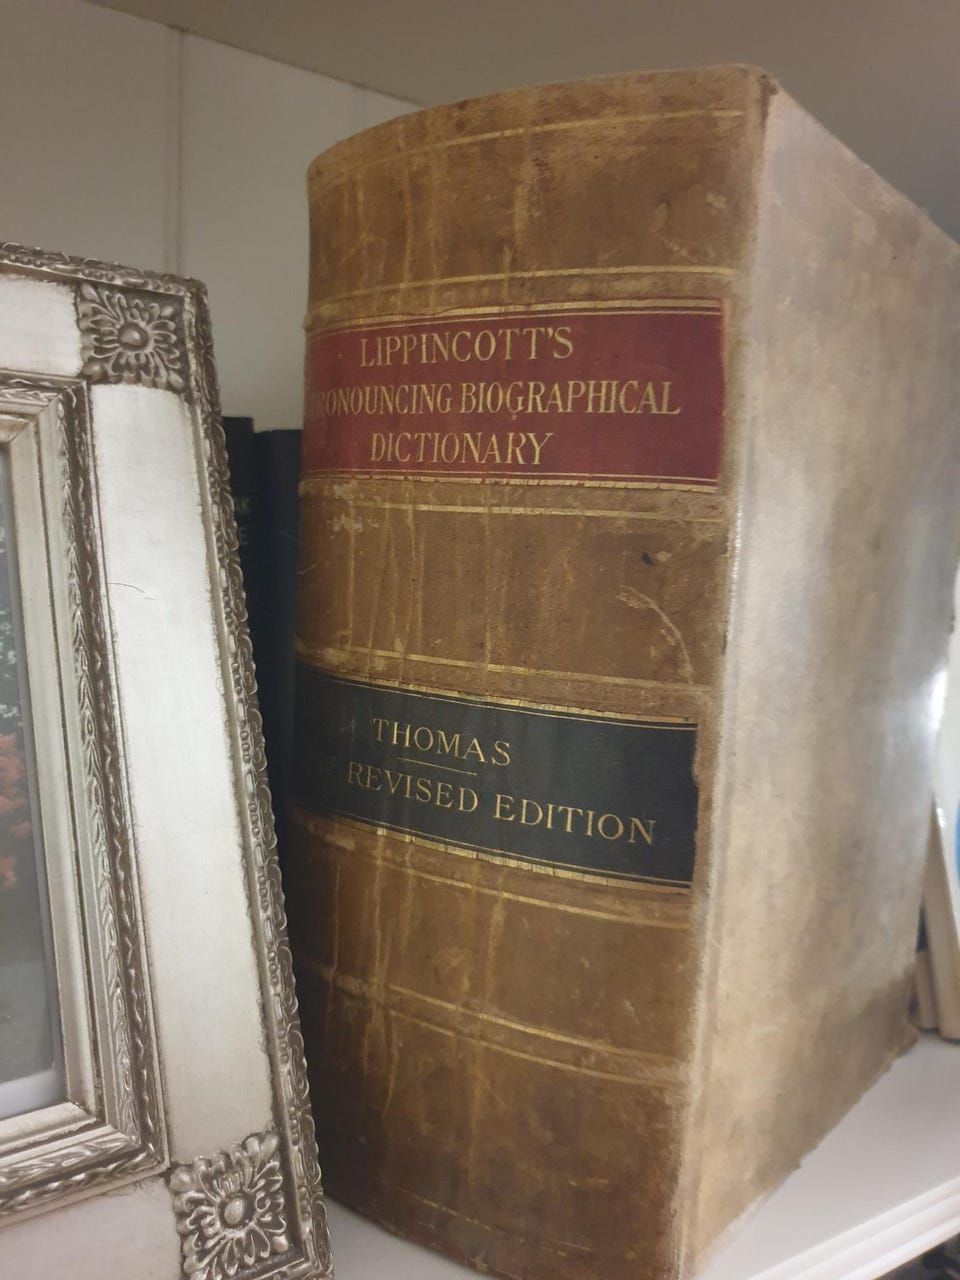 LIPPINCOTT'S
PRONOUNCING BIOGRAPHICAL
DICTIONARY
THOMAS
REVISED EDITION